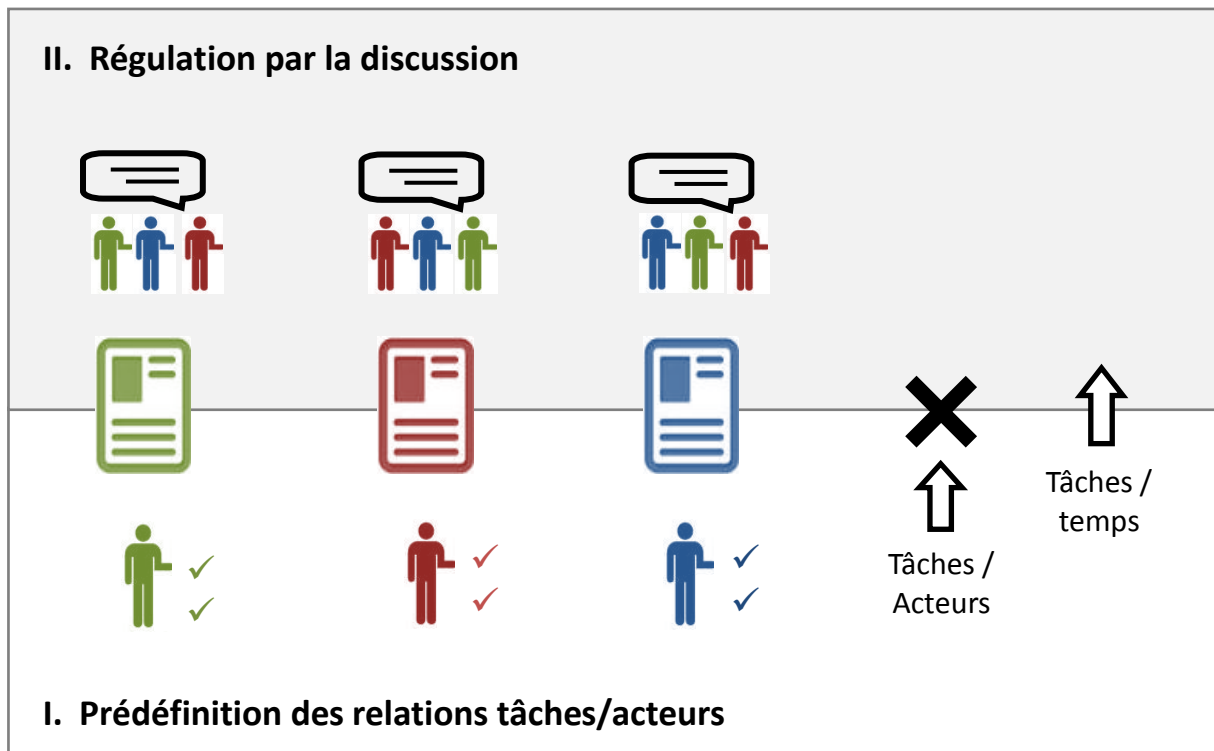 II. Régulation par la discussion
Tâches /
temps
Tâches /
Acteurs
I. Prédéfinition des relations tâches/acteurs